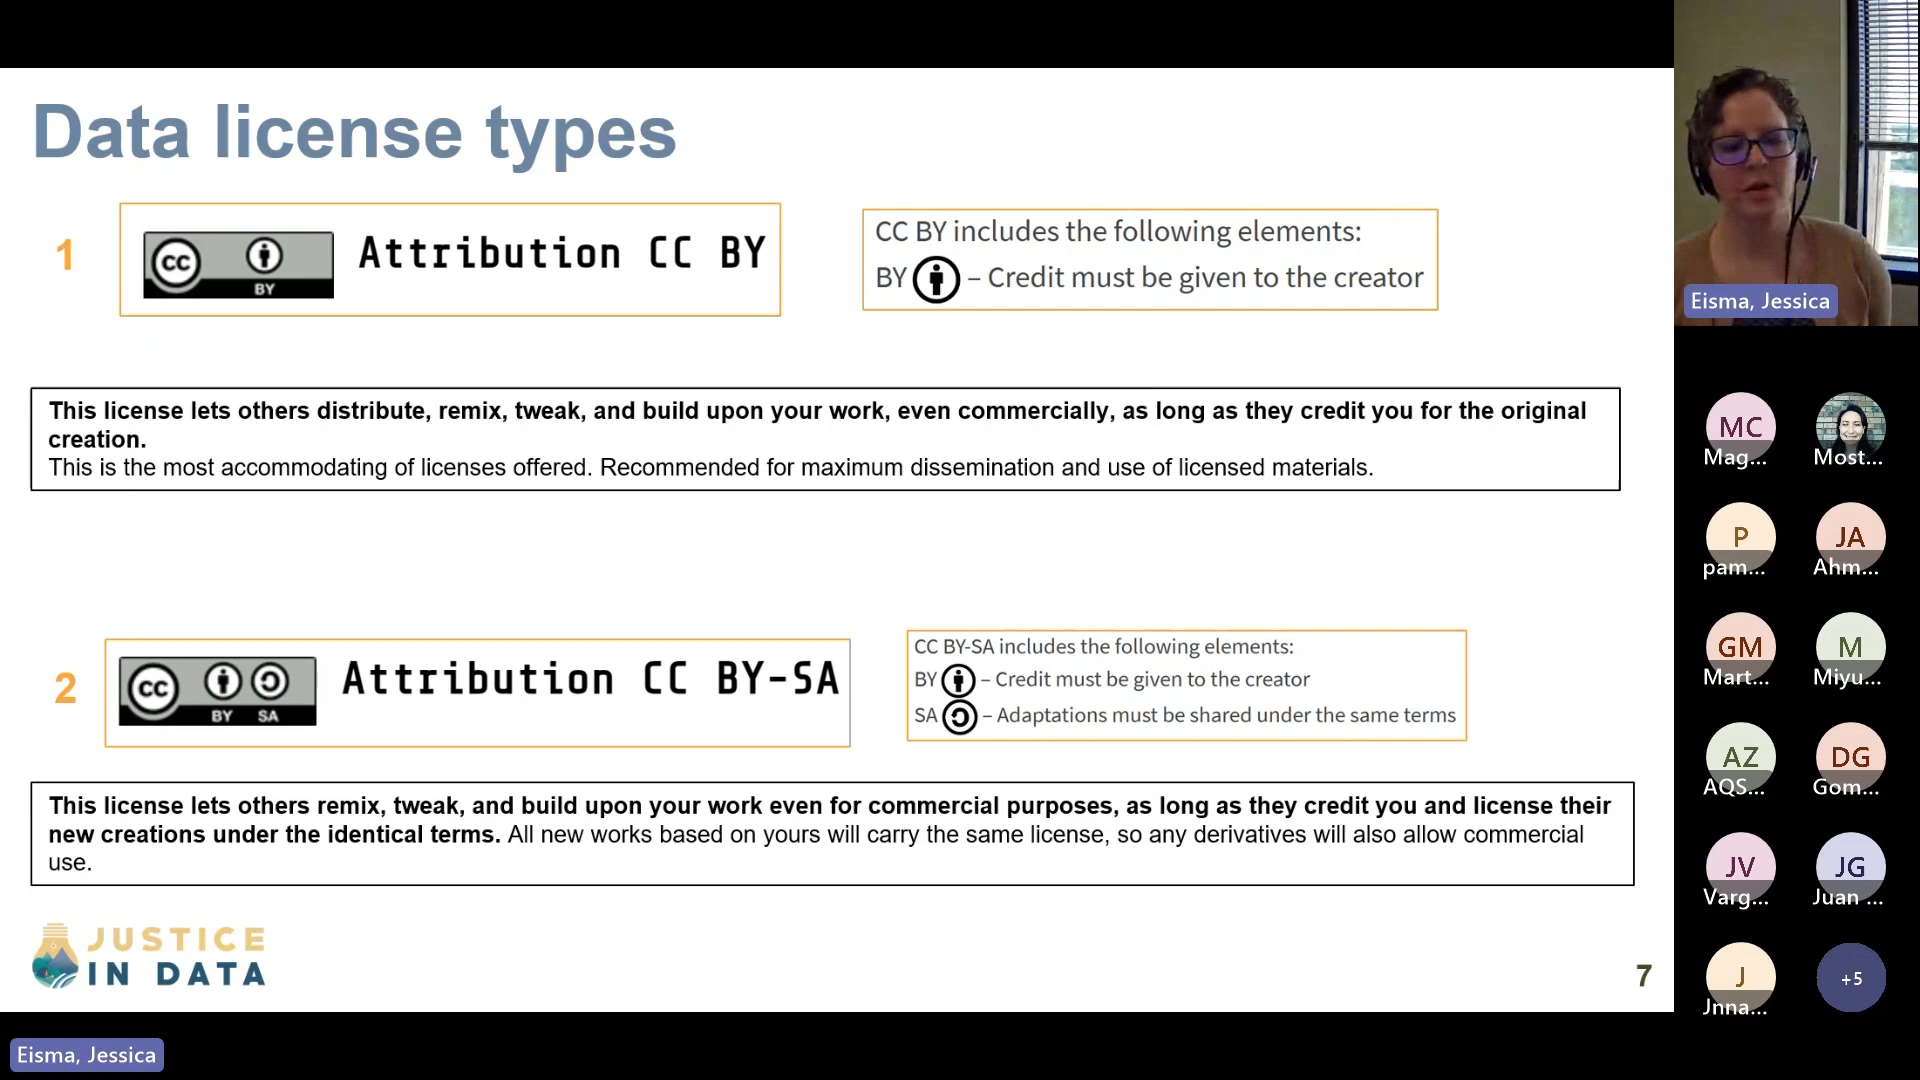 Data license types
1
CC
BY
Attribution CC BY
CC BY includes the following elements:
BY – Credit must be given to the creator
This license lets others distribute, remix, tweak, and build upon your work, even commercially, as long as they credit you for the original
creation.
This is the most accommodating of licenses offered. Recommended for maximum dissemination and use of licensed materials.
2
CC
BY SA
Attribution CC BY-SA
CC BY-SA includes the following elements:
BY – Credit must be given to the creator
SA – Adaptations must be shared under the same terms
This license lets others remix, tweak, and build upon your work even for commercial purposes, as long as they credit you and license their
new creations under the identical terms. All new works based on yours will carry the same license, so any derivatives will also allow commercial
use.
JUSTICE
IN DATA
7
Eisma, Jessica
Eisma, Jessica
MC
Mag...
Most...
P
pam...
JA
Ahm...
GM
Mart...
M
Miyu...
AZ
AQS...
DG
Gom...
JV
Varg...
JG
Juan ...
J
Jnna...
+5